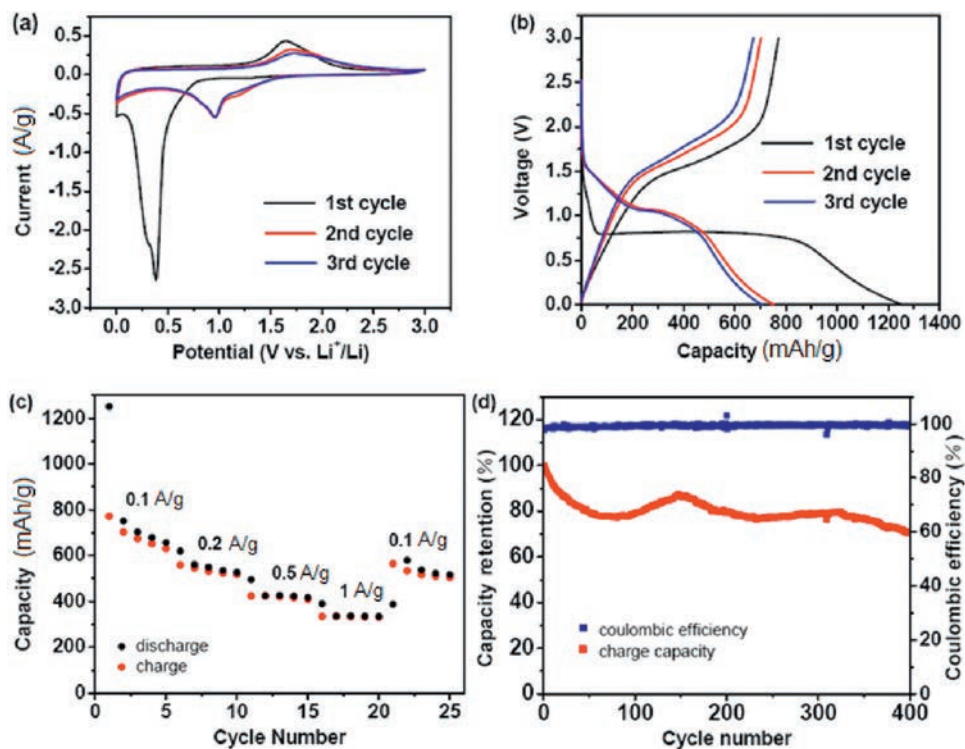 (a)
0.5
0.0
-0.5
-1.0
-1.5
-2.0
-2.5
-3.0
Current (A/g)
1st cycle
2nd cycle
3rd cycle
0.0 0.5 1.0 1.5 2.0 2.5 3.0
Potential (V vs. Li⁺/Li)
(b)
3.0
2.5
2.0
1.5
1.0
0.5
0.0
Voltage (V)
1st cycle
2nd cycle
3rd cycle
0 200 400 600 800 1000 1200 1400
Capacity (mAh/g)
(c)
1200
1000
800
600
400
200
0
Capacity (mAh/g)
0.1 A/g
0.2 A/g
0.5 A/g
1 A/g
0.1 A/g
discharge
charge
0 5 10 15 20 25
Cycle Number
(d)
120
100
80
60
40
20
0
Capacity retention (%)
coulombic efficiency
charge capacity
100
80
60
40
20
0
Coulombic efficiency (%)
0 100 200 300 400
Cycle number